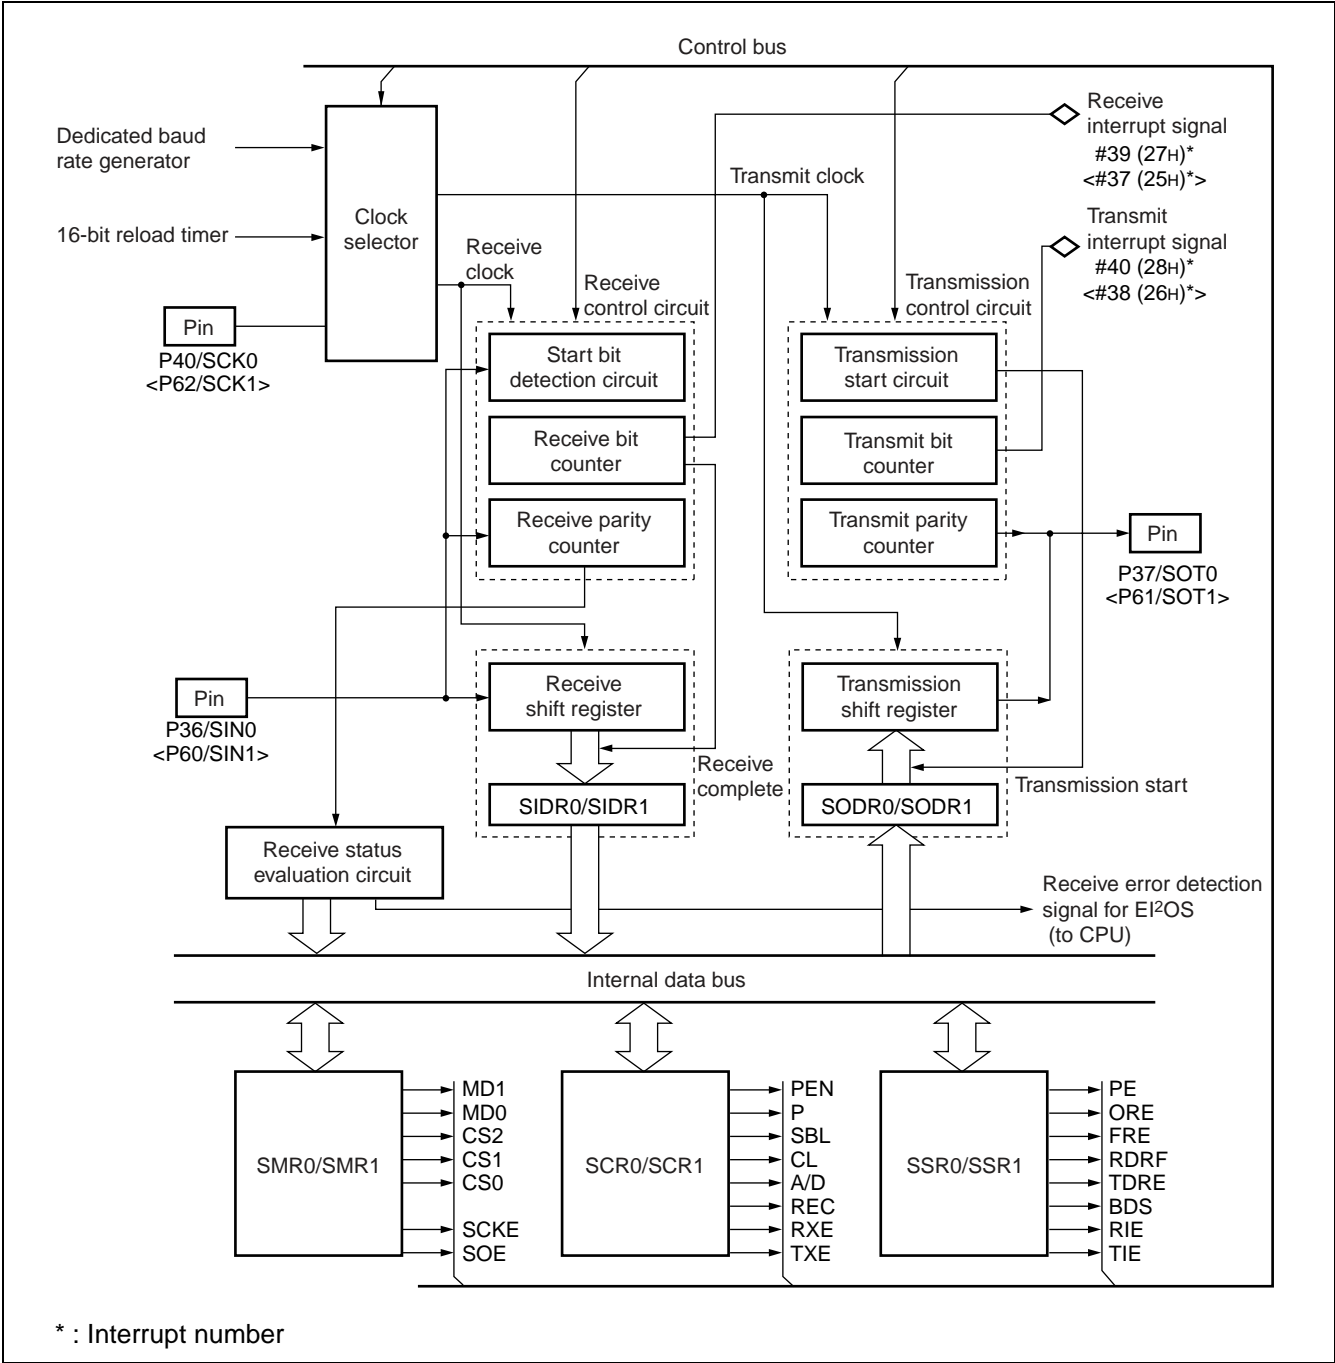 Control bus
Dedicated baud
rate generator
16-bit reload timer
Pin
P40/SCK0
<P62/SCK1>
Clock
selector
Receive
clock
Transmit clock
Receive
interrupt signal
#39 (27H)*
<#37 (25H)*>
Transmit
interrupt signal
#40 (28H)*
<#38 (26H)*>
Receive
control circuit
Start bit
detection circuit
Receive bit
counter
Receive parity
counter
Transmission
control circuit
Transmission
start circuit
Transmit bit
counter
Transmit parity
counter
Pin
P37/SOT0
<P61/SOT1>
Pin
P36/SIN0
<P60/SIN1>
Receive
shift register
Receive
complete
SIDR0/SIDR1
Transmission
shift register
Transmission start
SODR0/SODR1
Receive status
evaluation circuit
Receive error detection
signal for EI²OS
(to CPU)
Internal data bus
SMR0/SMR1
MD1
MD0
CS2
CS1
CS0
SCKE
SOE
SCR0/SCR1
PEN
P
SBL
CL
A/D
REC
RXE
TXE
SSR0/SSR1
PE
ORE
FRE
RDRF
TDRE
BDS
RIE
TIE
* : Interrupt number